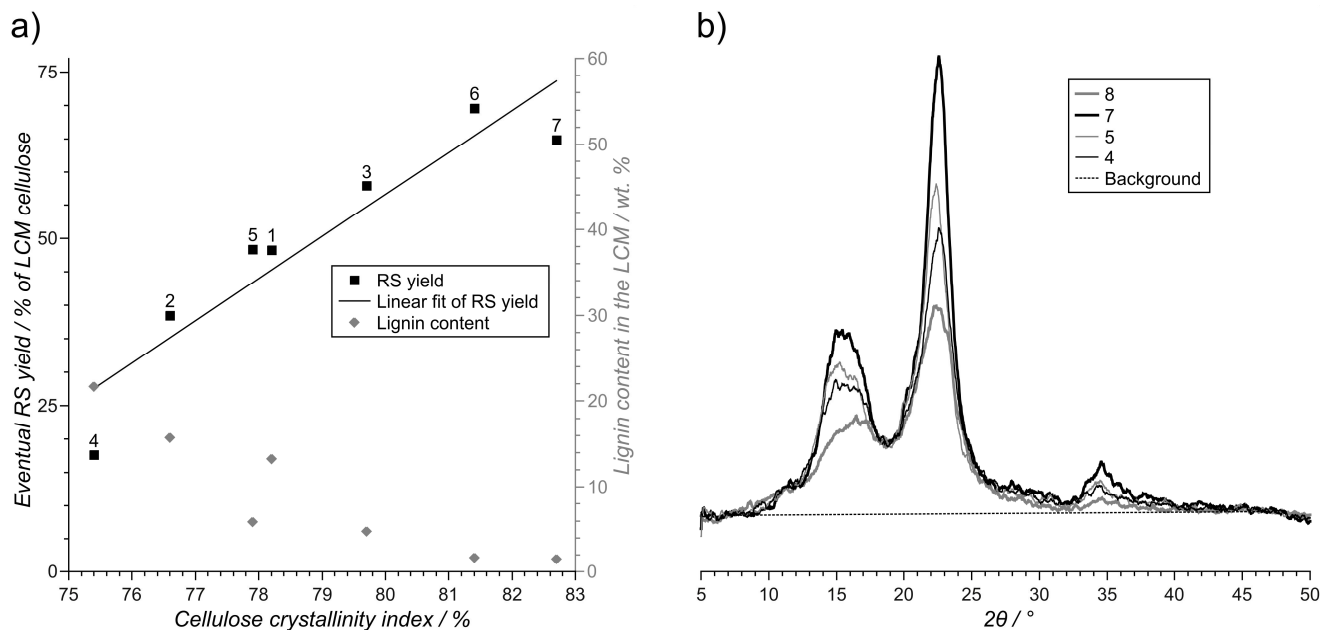 a)
Eventual RS yield / % of LCM cellulose
75
50
25
0
60
50
40
30
20
10
0
Lignin content in the LCM / wt. %
6
7
3
5 1
2
4
RS yield
Linear fit of RS yield
Lignin content
75 76 77 78 79 80 81 82 83
Cellulose crystallinity index / %
b)
8
7
5
4
Background
5 10 15 20 25 30 35 40 45 50
2θ / °